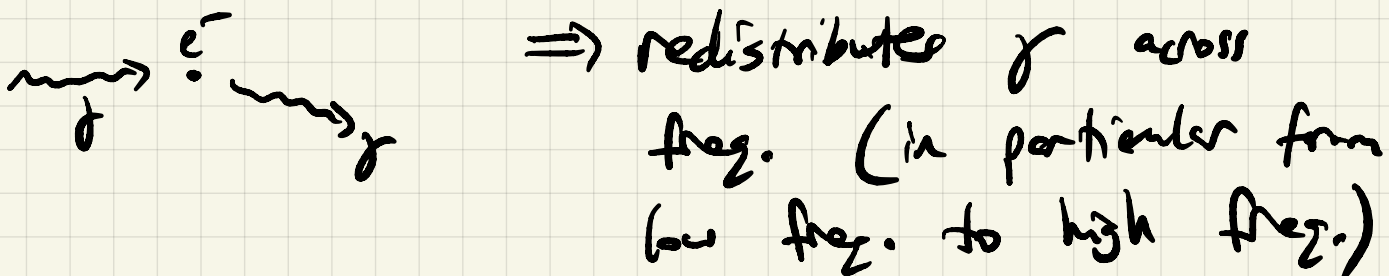 e⁻ ⇒ redistributes γ across
γ γ freq. (in particular from
low freq. to high freq.)